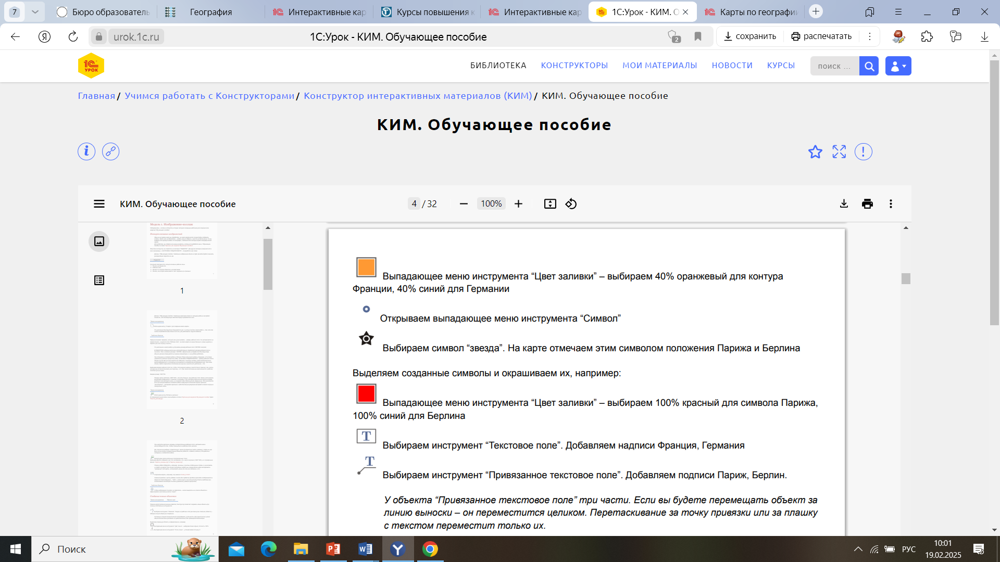 7
Бюро образователь
География
Интерактивные кар
Курсы повышения к
Интерактивные кар
1С:Урок - КИМ. О
Карты по географии
urok.1c.ru
1С:Урок - КИМ. Обучающее пособие
2
сохранить
распечатать
1С УРОК
БИБЛИОТЕКА
КОНСТРУКТОРЫ
МОИ МАТЕРИАЛЫ
НОВОСТИ
КУРСЫ
поиск ...
Главная / Учимся работать с Конструкторами / Конструктор интерактивных материалов (КИМ) / КИМ. Обучающее пособие
КИМ. Обучающее пособие
КИМ. Обучающее пособие
4 / 32
100%
1
2
Выпадающее меню инструмента “Цвет заливки” – выбираем 40% оранжевый для контура
Франции, 40% синий для Германии
Открываем выпадающее меню инструмента “Символ”
Выбираем символ “звезда”. На карте отмечаем этим символом положения Парижа и Берлина
Выделяем созданные символы и окрашиваем их, например:
Выпадающее меню инструмента “Цвет заливки” – выбираем 100% красный для символа Парижа,
100% синий для Берлина
T
Выбираем инструмент “Текстовое поле”. Добавляем надписи Франция, Германия
T
Выбираем инструмент “Привязанное текстовое поле”. Добавляем подписи Париж, Берлин.
У объекта “Привязанное текстовое поле” три части. Если вы будете перемещать объект за
линию выноски – он переместится целиком. Перетаскивание за точку привязки или за плашку
с текстом переместит только их.
Поиск
РУС
10:01
19.02.2025